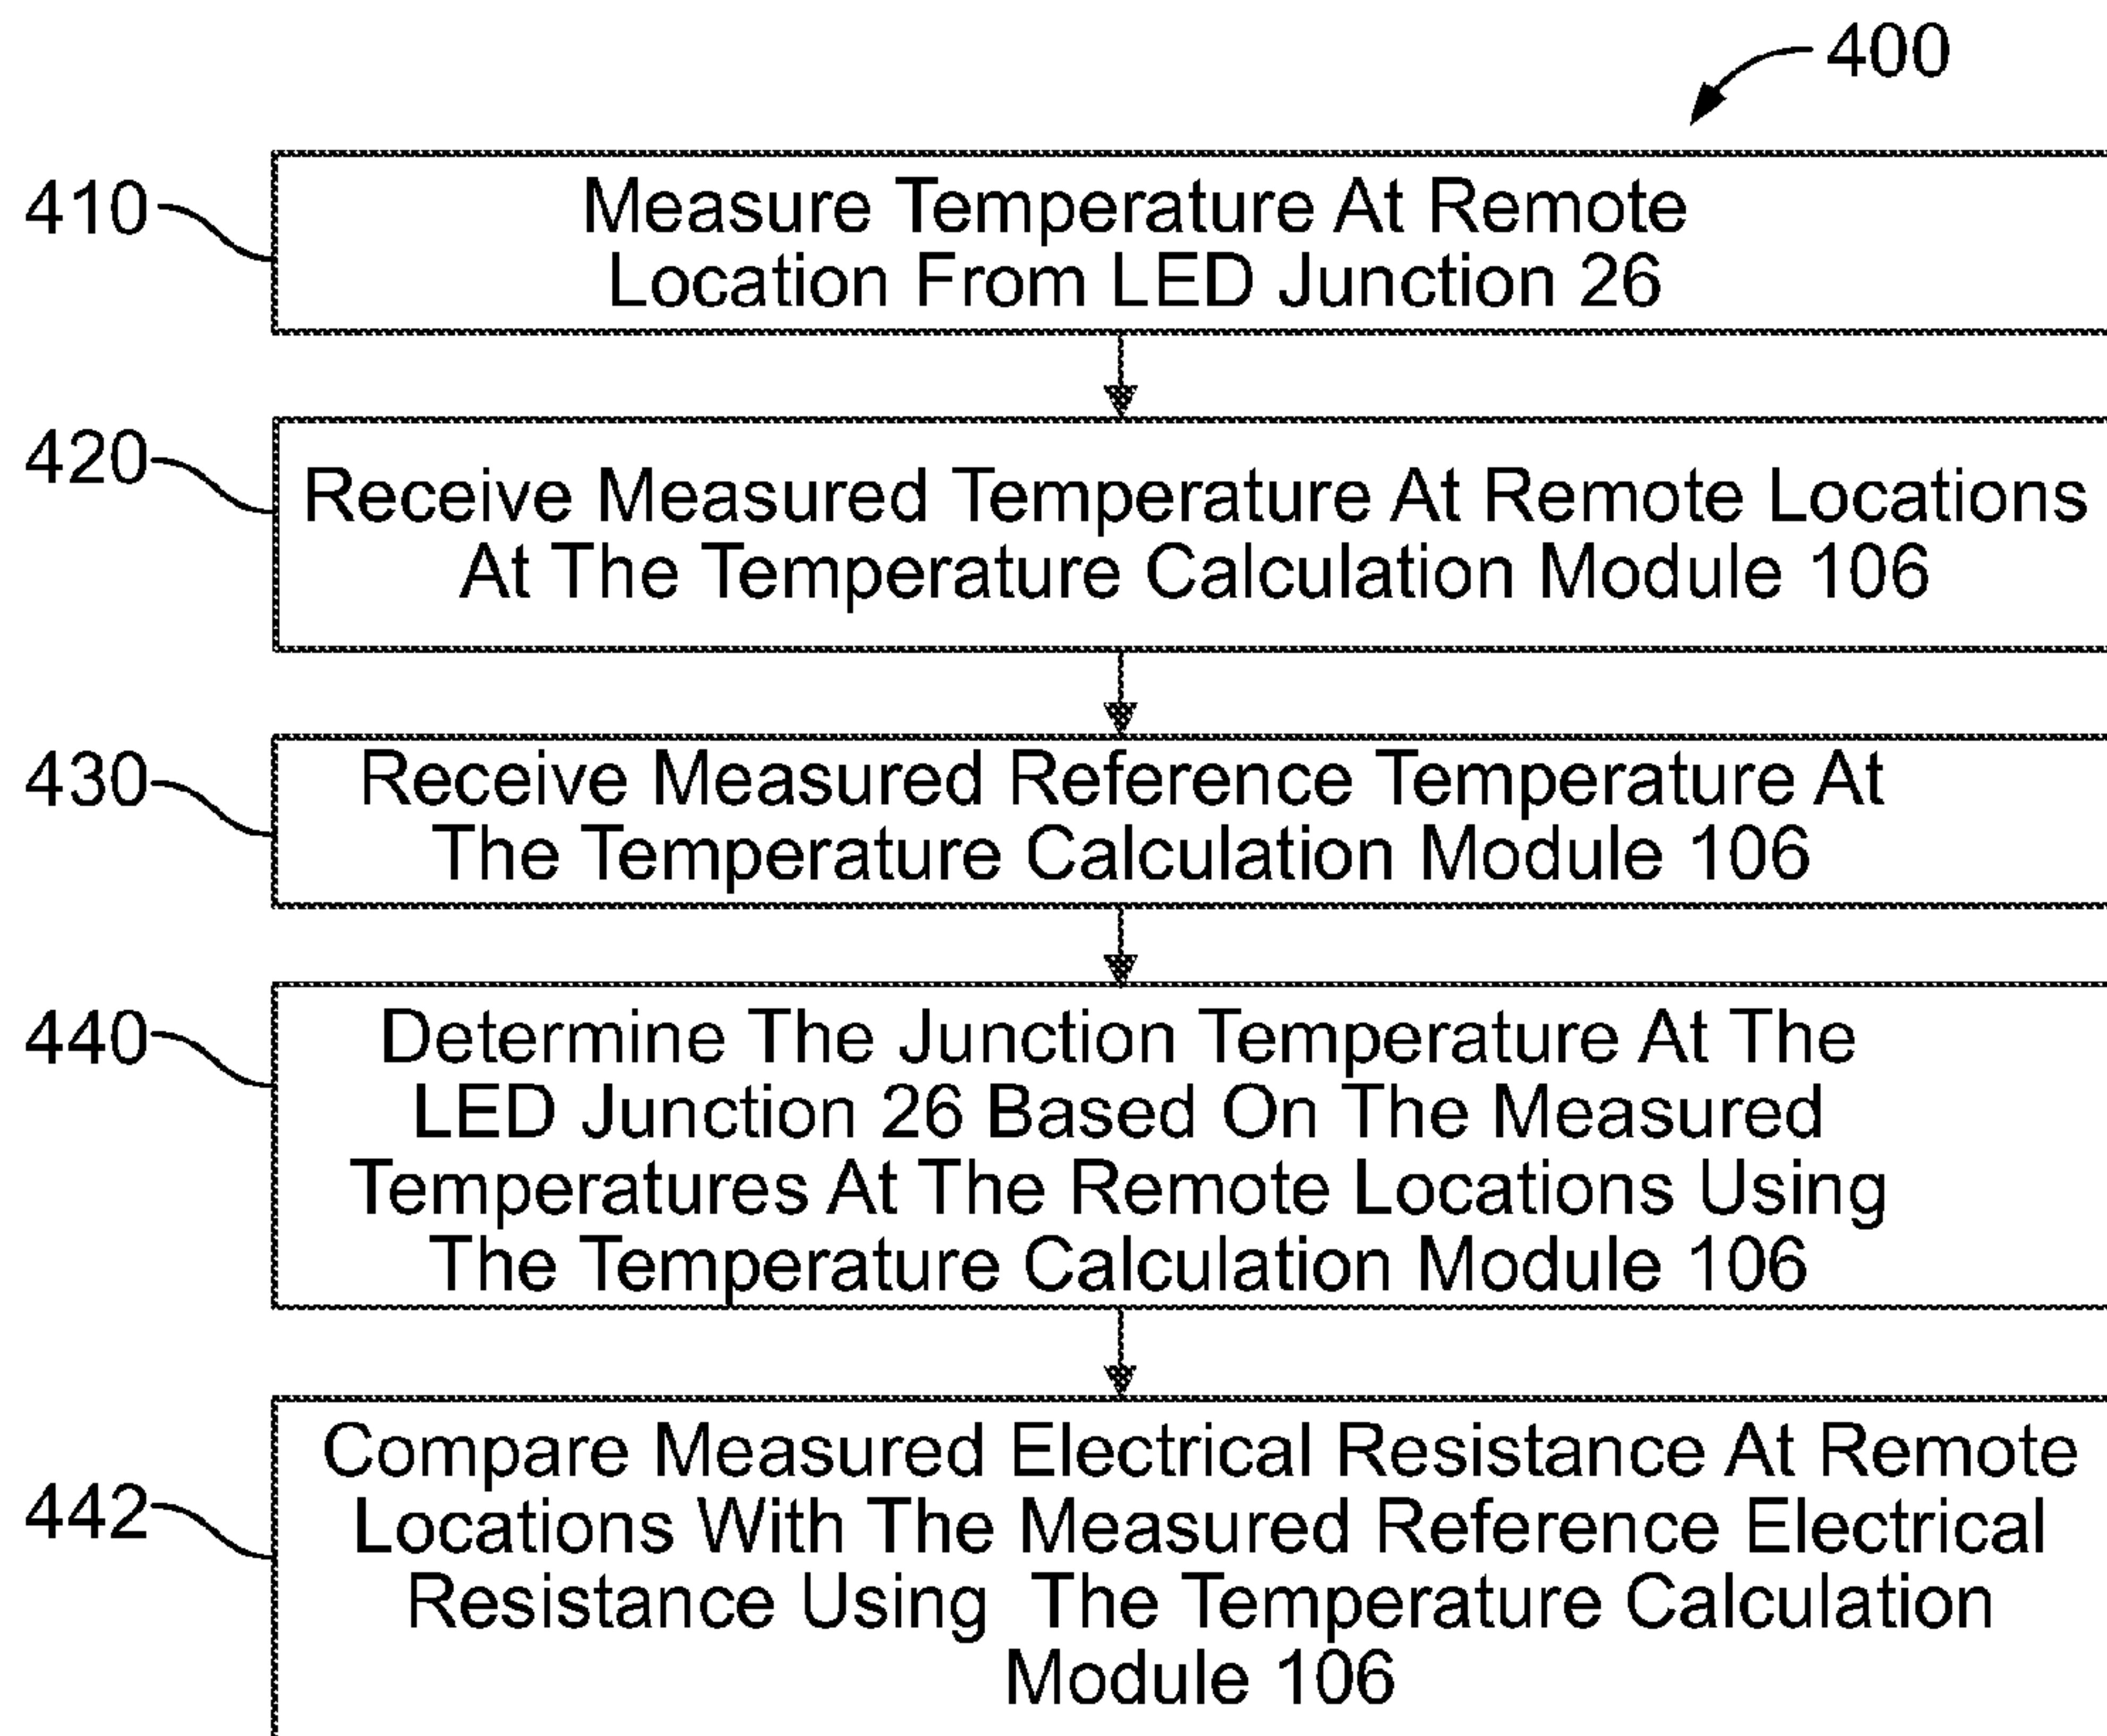 400
410
Measure Temperature At Remote
Location From LED Junction 26
420
Receive Measured Temperature At Remote Locations
At The Temperature Calculation Module 106
430
Receive Measured Reference Temperature At
The Temperature Calculation Module 106
440
Determine The Junction Temperature At The
LED Junction 26 Based On The Measured
Temperatures At The Remote Locations Using
The Temperature Calculation Module 106
442
Compare Measured Electrical Resistance At Remote
Locations With The Measured Reference Electrical
Resistance Using The Temperature Calculation
Module 106